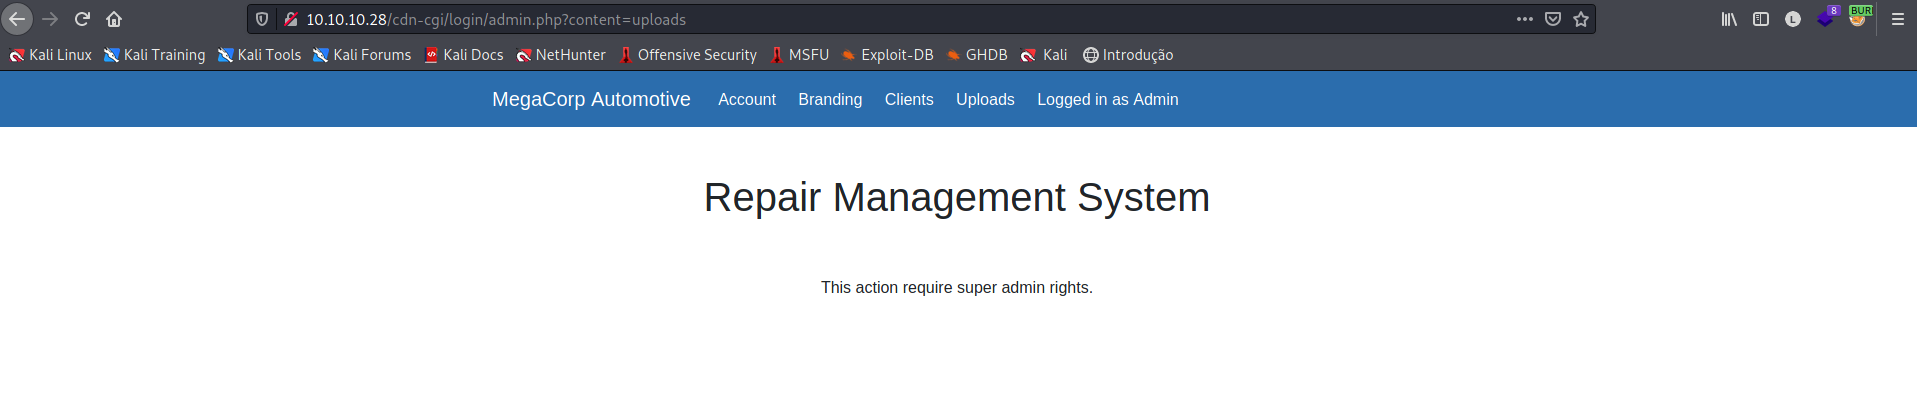 10.10.10.28/cdn-cgi/login/admin.php?content=uploads
L
8
BURP
Kali Linux Kali Training Kali Tools Kali Forums Kali Docs NetHunter Offensive Security MSFU Exploit-DB GHDB Kali Introdução
MegaCorp Automotive Account Branding Clients Uploads Logged in as Admin
Repair Management System
This action require super admin rights.